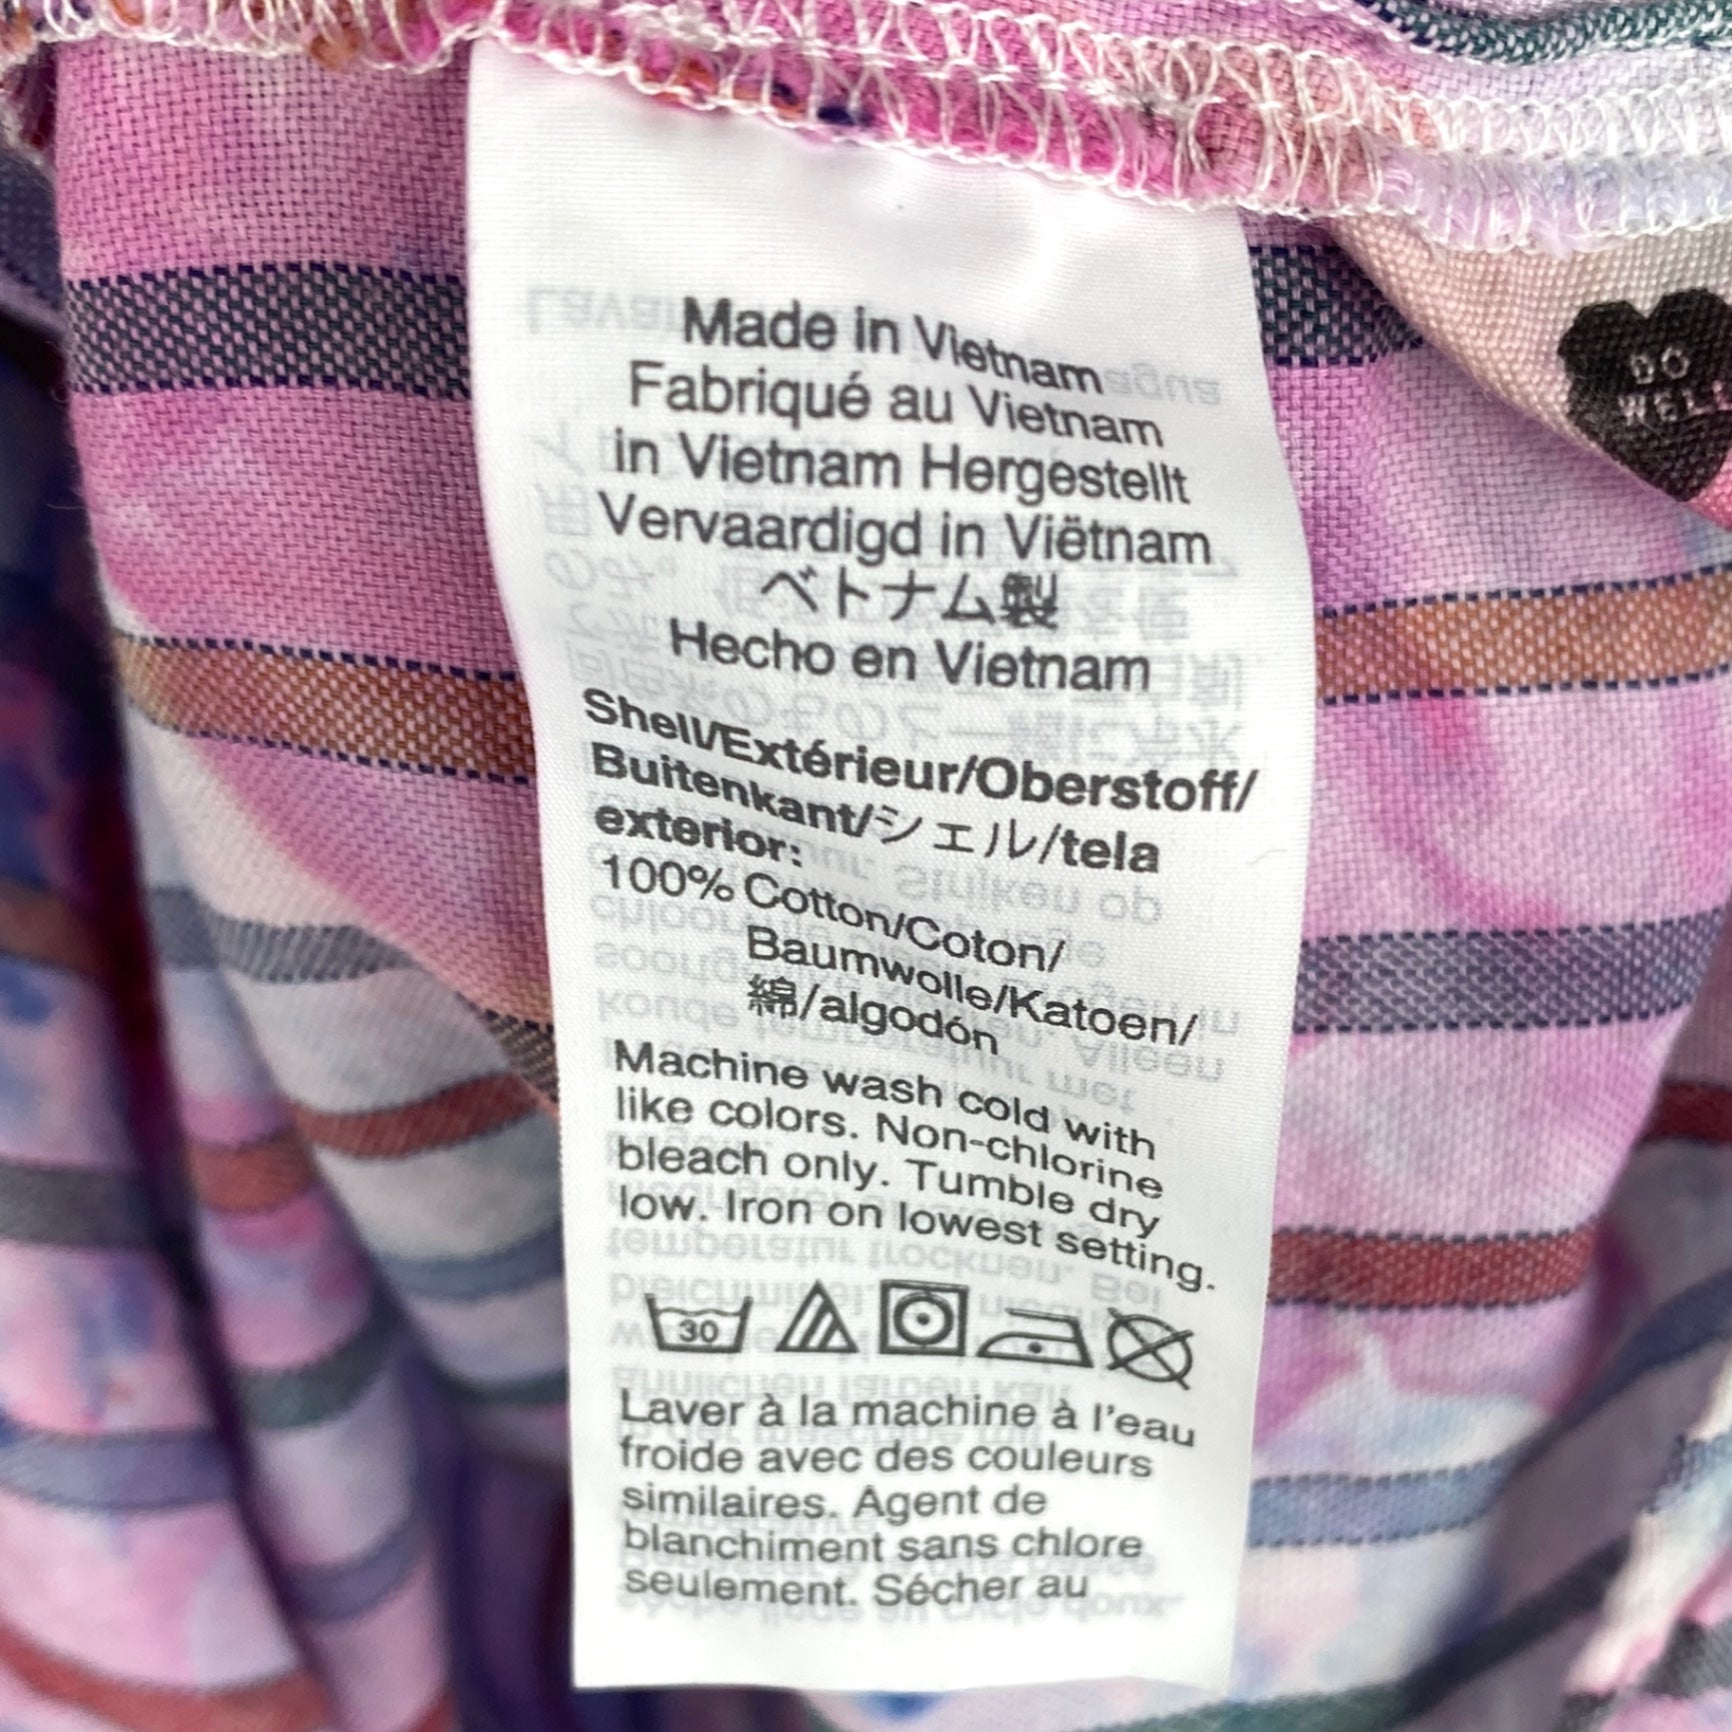 Made in Vietnam
Fabriqué au Vietnam
in Vietnam Hergestellt
Vervaardigd in Viëtnam
ベトナム製
Hecho en Vietnam
Shell/Extérieur/Oberstoff/
Buitenkant/シェル/tela
exterior:
100% Cotton/Coton/
Baumwolle/Katoen/
綿/algodón
Machine wash cold with
like colors. Non-chlorine
bleach only. Tumble dry
low. Iron on lowest setting.
30
Laver à la machine à l'eau
froide avec des couleurs
similaires. Agent de
blanchiment sans chlore
seulement. Sécher au
DO